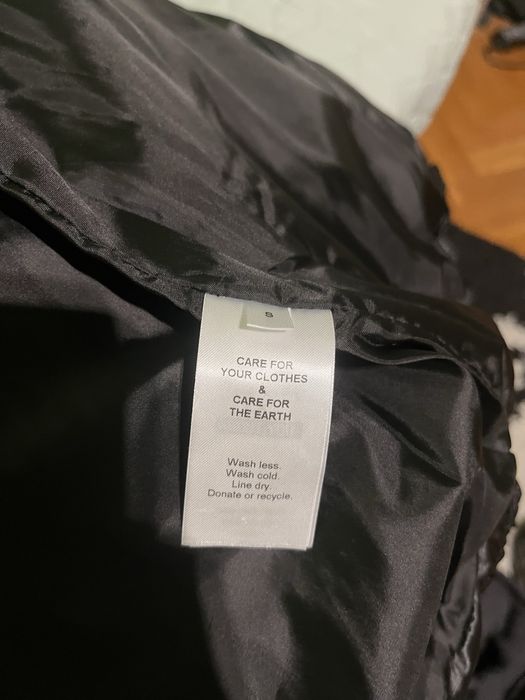 S
CARE FOR
YOUR CLOTHES
&
CARE FOR
THE EARTH
Wash less.
Wash cold.
Line dry.
Donate or recycle.